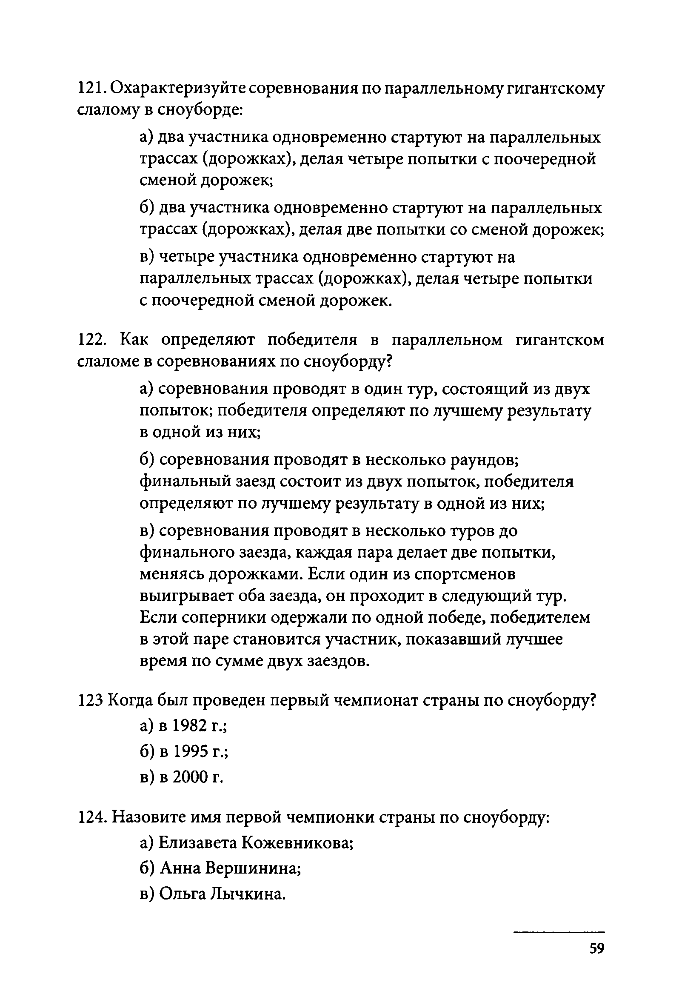 121. Охарактеризуйте соревнования по параллельному гигантскому
слалому в сноуборде:
а) два участника одновременно стартуют на параллельных
трассах (дорожках), делая четыре попытки с поочередной
сменой дорожек;
б) два участника одновременно стартуют на параллельных
трассах (дорожках), делая две попытки со сменой дорожек;
в) четыре участника одновременно стартуют на
параллельных трассах (дорожках), делая четыре попытки
с поочередной сменой дорожек.
122. Как определяют победителя в параллельном гигантском
слаломе в соревнованиях по сноуборду?
а) соревнования проводят в один тур, состоящий из двух
попыток; победителя определяют по лучшему результату
в одной из них;
б) соревнования проводят в несколько раундов;
финальный заезд состоит из двух попыток, победителя
определяют по лучшему результату в одной из них;
в) соревнования проводят в несколько туров до
финального заезда, каждая пара делает две попытки,
меняясь дорожками. Если один из спортсменов
выигрывает оба заезда, он проходит в следующий тур.
Если соперники одержали по одной победе, победителем
в этой паре становится участник, показавший лучшее
время по сумме двух заездов.
123 Когда был проведен первый чемпионат страны по сноуборду?
а) в 1982 г.;
б) в 1995 г.;
в) в 2000 г.
124. Назовите имя первой чемпионки страны по сноуборду:
а) Елизавета Кожевникова;
б) Анна Вершинина;
в) Ольга Лычкина.
59